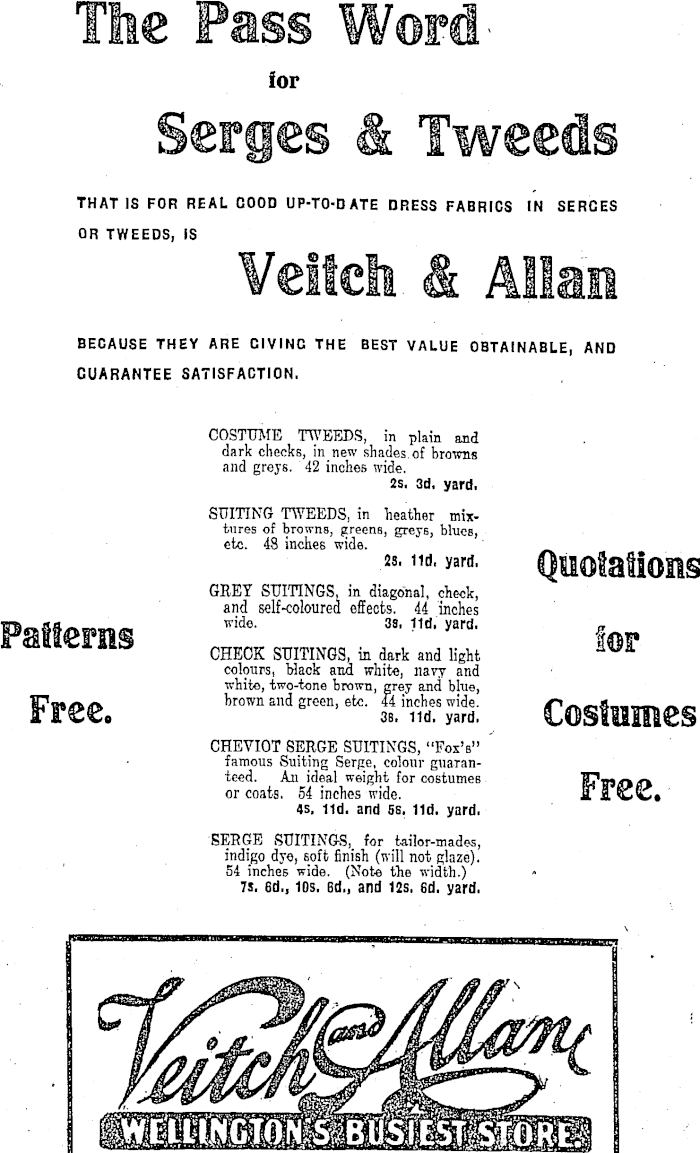 The Pass Word
for
Serges & Tweeds
THAT IS FOR REAL GOOD UP-TO-DATE DRESS FABRICS IN SERGES
OR TWEEDS, IS
Veitch & Allan
BECAUSE THEY ARE GIVING THE BEST VALUE OBTAINABLE, AND
GUARANTEE SATISFACTION.
COSTUME TWEEDS, in plain and
dark checks, in new shades of browns
and greys. 42 inches wide.
2s. 3d. yard.
SUITING TWEEDS, in heather mix-
tures of browns, greens, greys, blues,
etc. 48 inches wide.
2s. 11d. yard.
GREY SUITINGS, in diagonal, check,
and self-coloured effects. 44 inches
wide. 3s. 11d. yard.
CHECK SUITINGS, in dark and light
colours, black and white, navy and
white, two-tone brown, grey and blue,
brown and green, etc. 44 inches wide.
3s. 11d. yard.
CHEVIOT SERGE SUITINGS, "Fox's"
famous Suiting Serge, colour guaran-
teed. An ideal weight for costumes
or coats. 54 inches wide.
4s. 11d. and 5s. 11d. yard.
SERGE SUITINGS, for tailor-mades,
indigo dye, soft finish (will not glaze).
54 inches wide. (Note the width.)
7s. 6d., 10s. 6d., and 12s. 6d. yard.
Patterns
Free.
Quotations
for
Costumes
Free.
Veitch and Allan
WELLINGTON'S BUSIEST STORE.